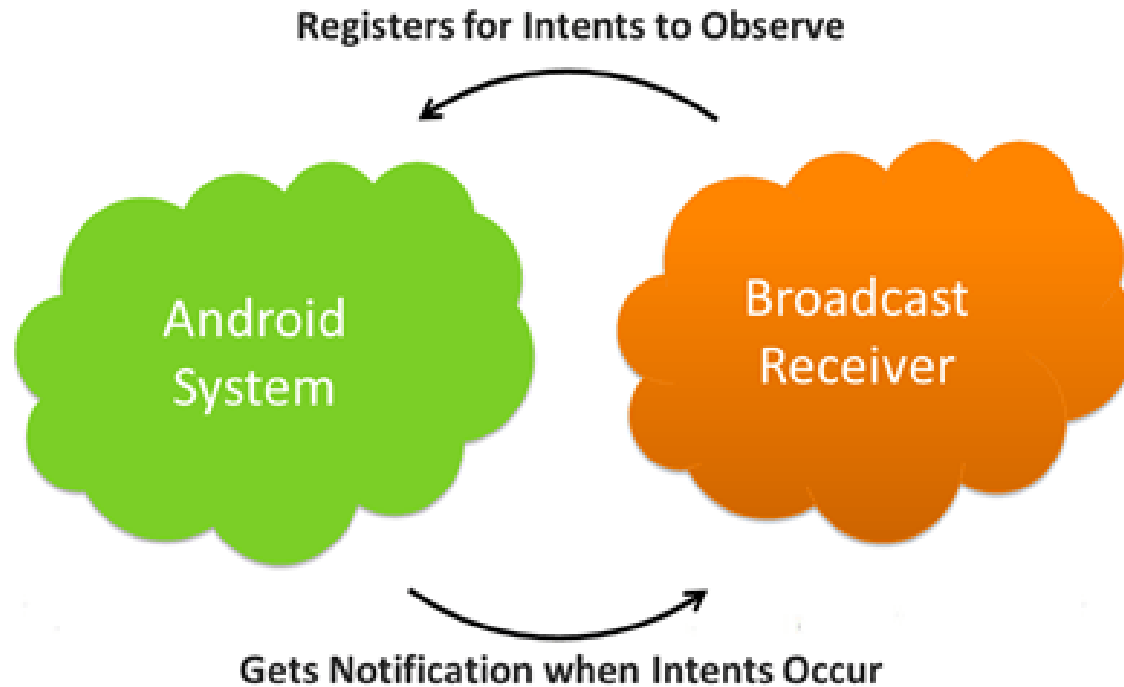 Registers for Intents to Observe
Android
System
Broadcast
Receiver
Gets Notification when Intents Occur